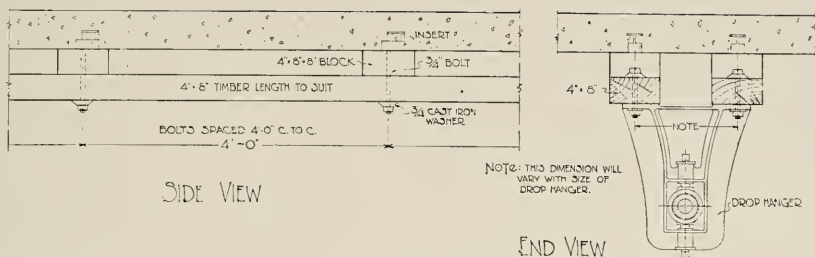 INSERT
4"×8"×8" BLOCK
3/4" BOLT
4"×8" TIMBER LENGTH TO SUIT
3/4 CAST IRON
WASHER
BOLTS SPACED 4'-0" C. TO C.
4'-0"
SIDE VIEW
4"×8"
NOTE
NOTE: THIS DIMENSION WILL
VARY WITH SIZE OF
DROP HANGER.
DROP HANGER
END VIEW